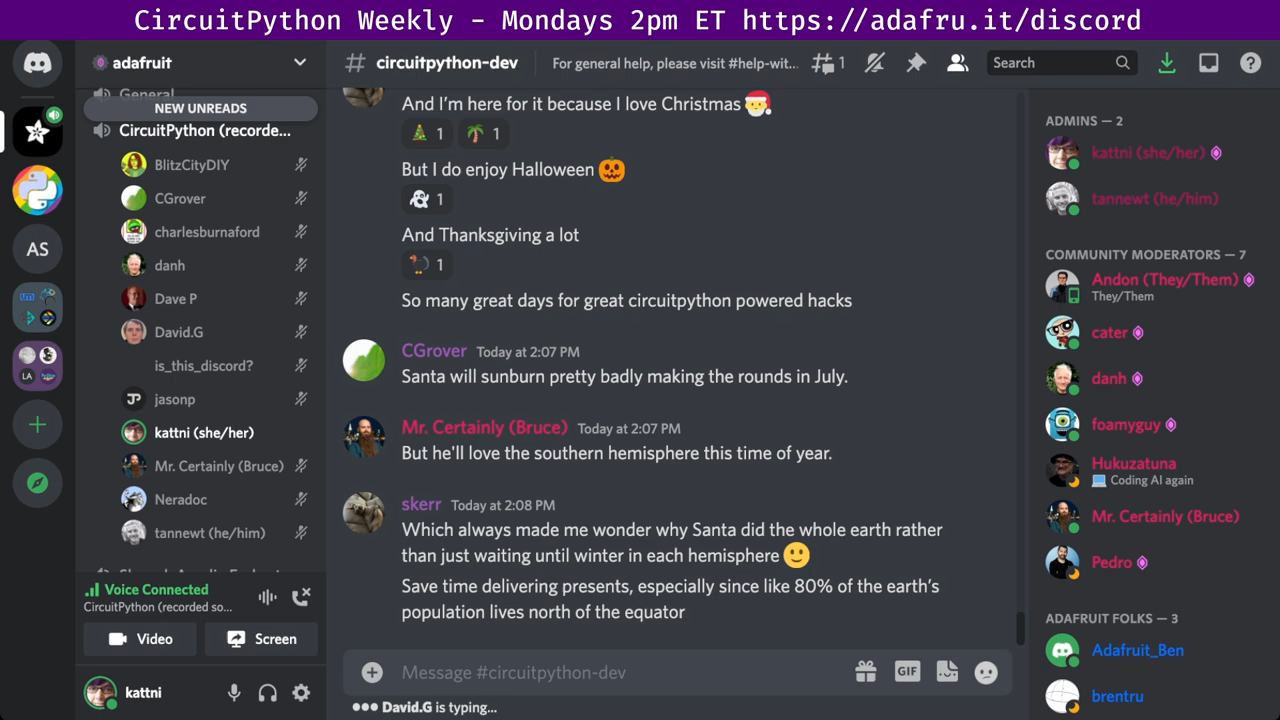 CircuitPython Weekly - Mondays 2pm ET https://adafru.it/discord
adafruit
General
NEW UNREADS
CircuitPython (recorde...
BlitzCityDIY
CGrover
charlesburnaford
danh
Dave P
David.G
is_this_discord?
jasonp
kattni (she/her)
Mr. Certainly (Bruce)
Neradoc
tannewt (he/him)
Voice Connected
CircuitPython (recorded so...
Video
Screen
kattni
AS
LA
# circuitpython-dev
For general help, please visit #help-wit...
1
Search
And I'm here for it because I love Christmas 🎅
🎄 1 🌴 1
But I do enjoy Halloween 🎃
👻 1
And Thanksgiving a lot
🦃 1
So many great days for great circuitpython powered hacks
CGrover Today at 2:07 PM
Santa will sunburn pretty badly making the rounds in July.
Mr. Certainly (Bruce) Today at 2:07 PM
But he'll love the southern hemisphere this time of year.
skerr Today at 2:08 PM
Which always made me wonder why Santa did the whole earth rather
than just waiting until winter in each hemisphere 🙂
Save time delivering presents, especially since like 80% of the earth's
population lives north of the equator
Message #circuitpython-dev
GIF
David.G is typing...
ADMINS — 2
kattni (she/her)
tannewt (he/him)
COMMUNITY MODERATORS — 7
Andon (They/Them)
They/Them
cater
danh
foamyguy
Hukuzatuna
💻 Coding AI again
Mr. Certainly (Bruce)
Pedro
ADAFRUIT FOLKS — 3
Adafruit_Ben
brentru